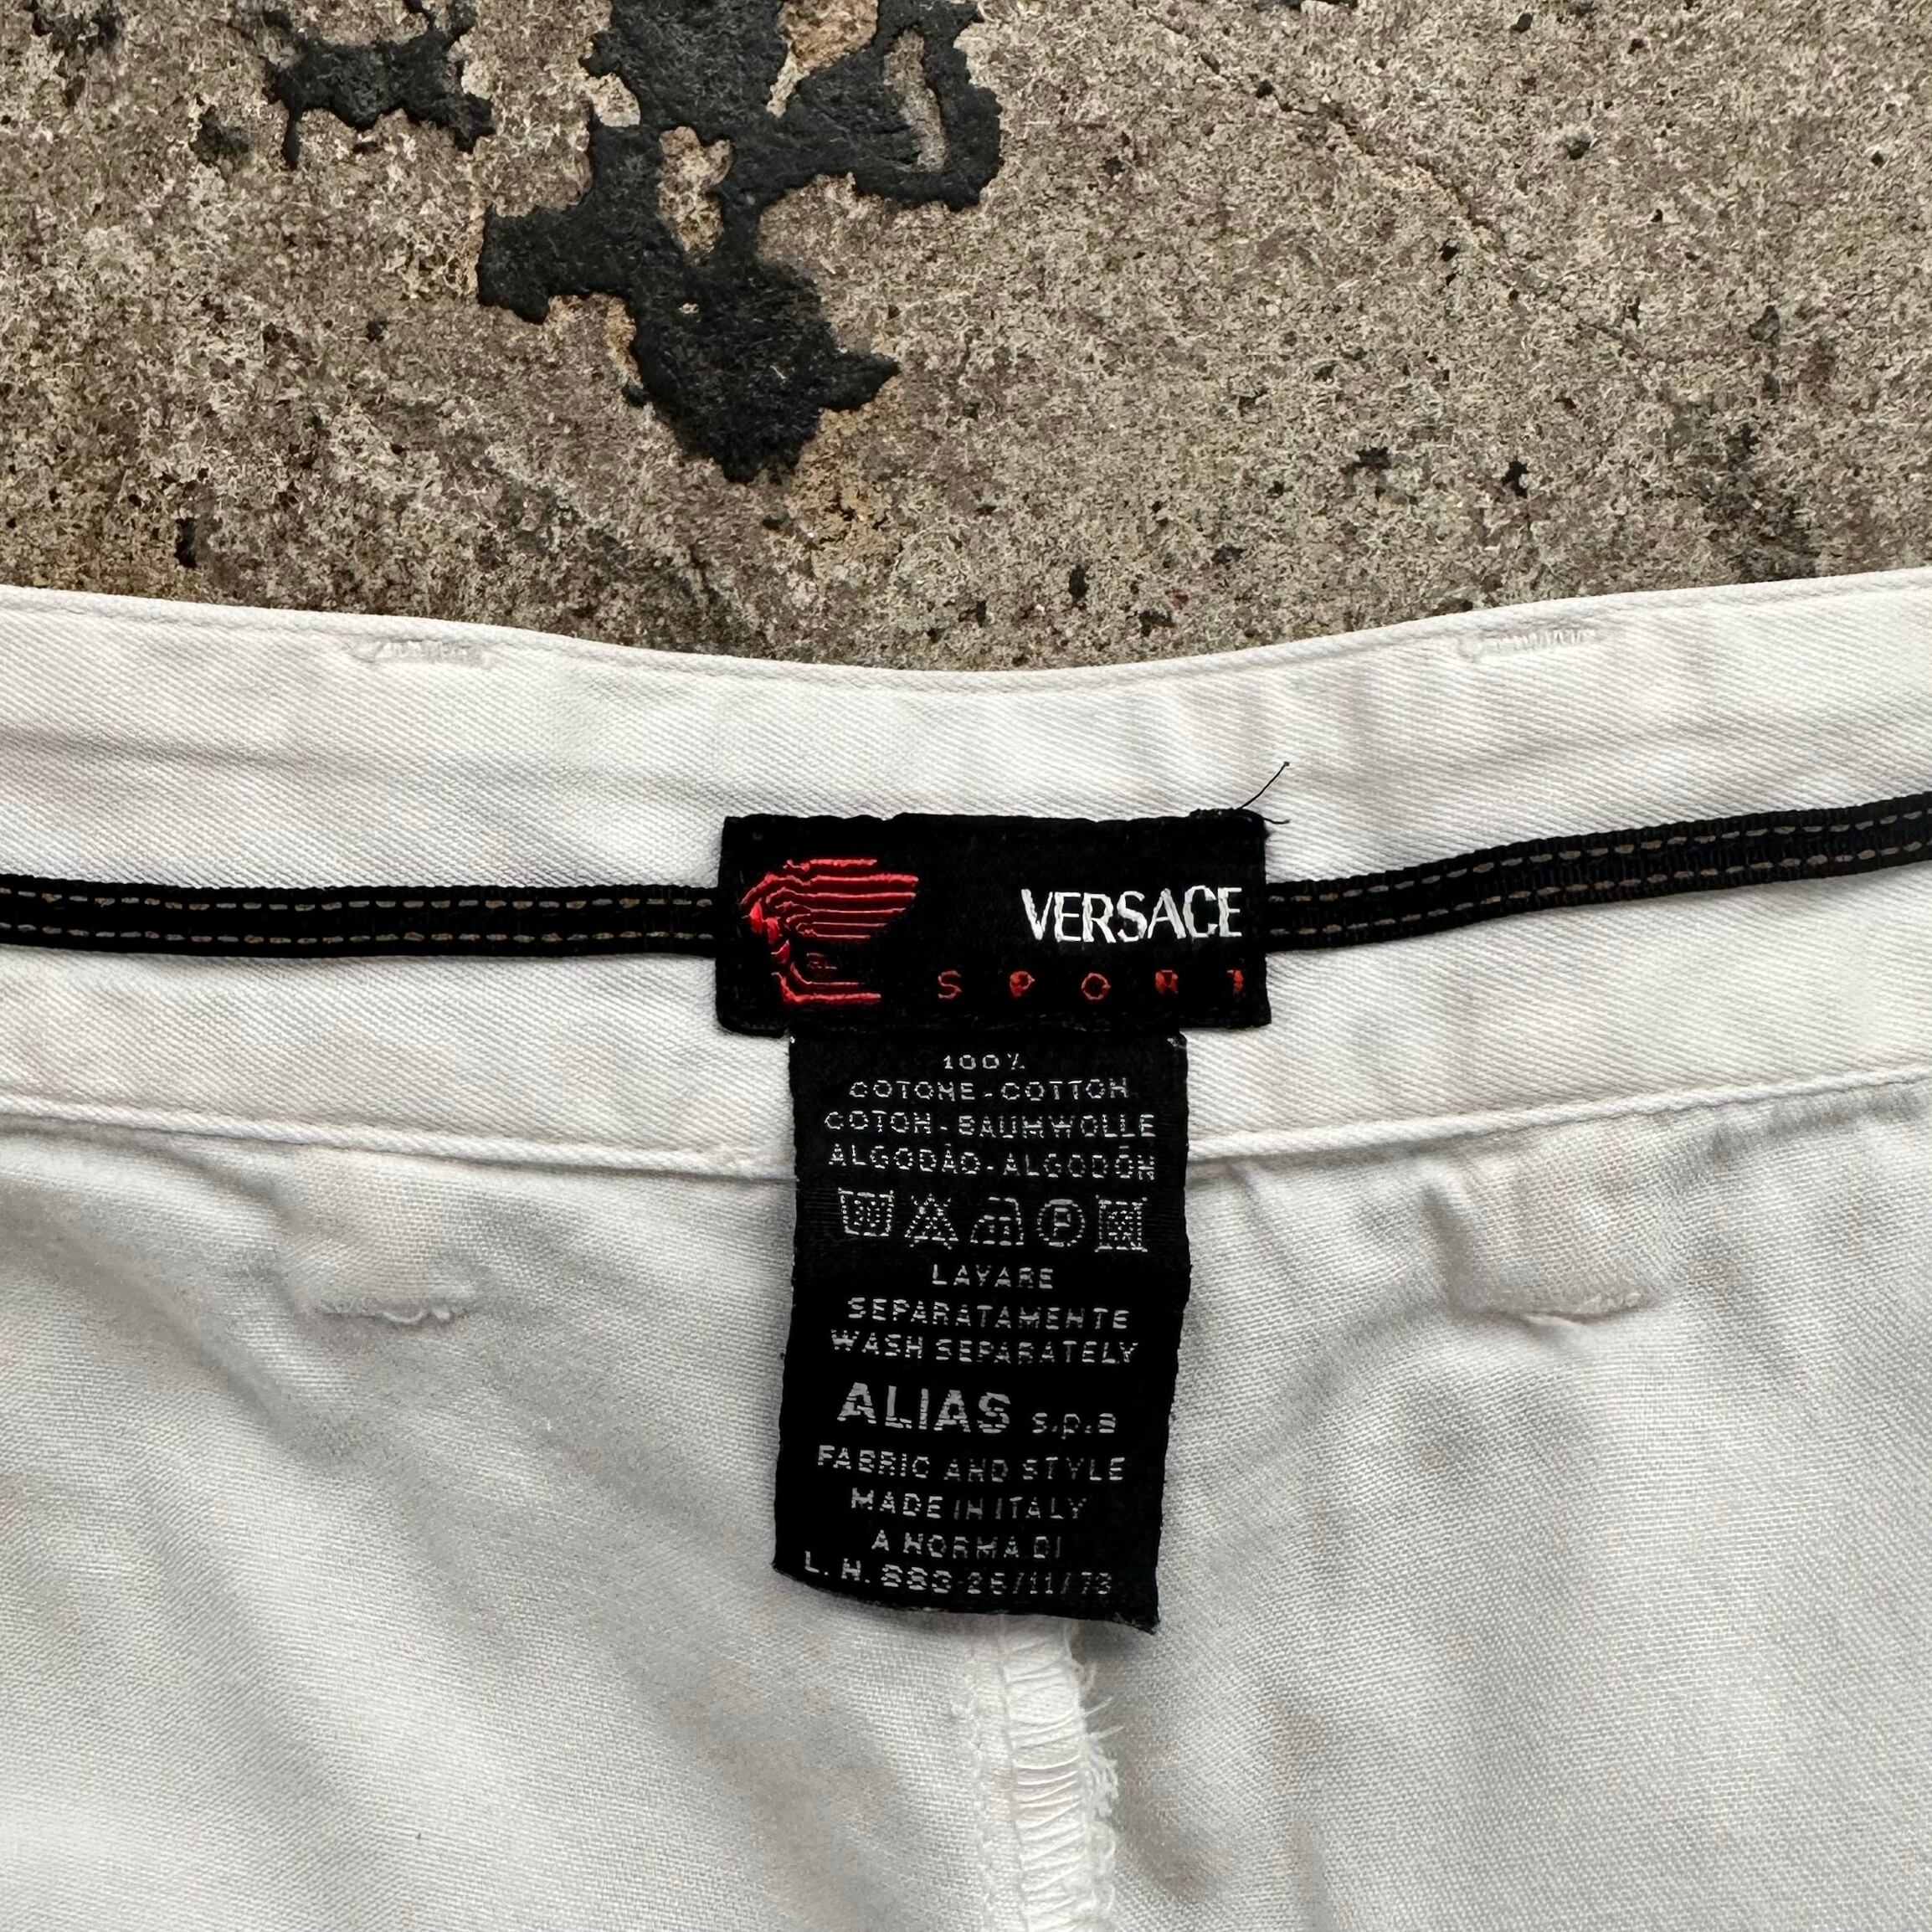 VERSACE
SPORT
100%
COTONE-COTTON
COTON-BAUMWOLLE
ALGODÃO-ALGODÓN
P
LAVARE
SEPARATAMENTE
WASH SEPARATELY
ALIAS s.p.a
FABRIC AND STYLE
MADE IN ITALY
A NORMA DI
L. N. 883 26/11/73